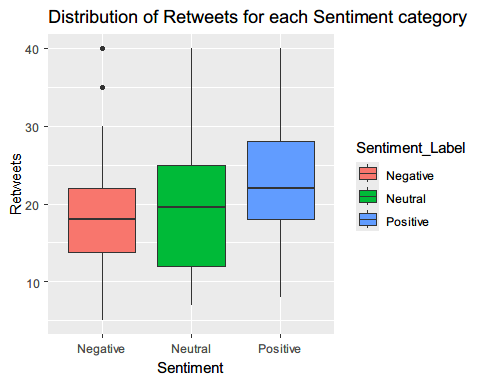 Distribution of Retweets for each Sentiment category
40
30
20
10
Retweets
Negative
Neutral
Positive
Sentiment
Sentiment_Label
Negative
Neutral
Positive